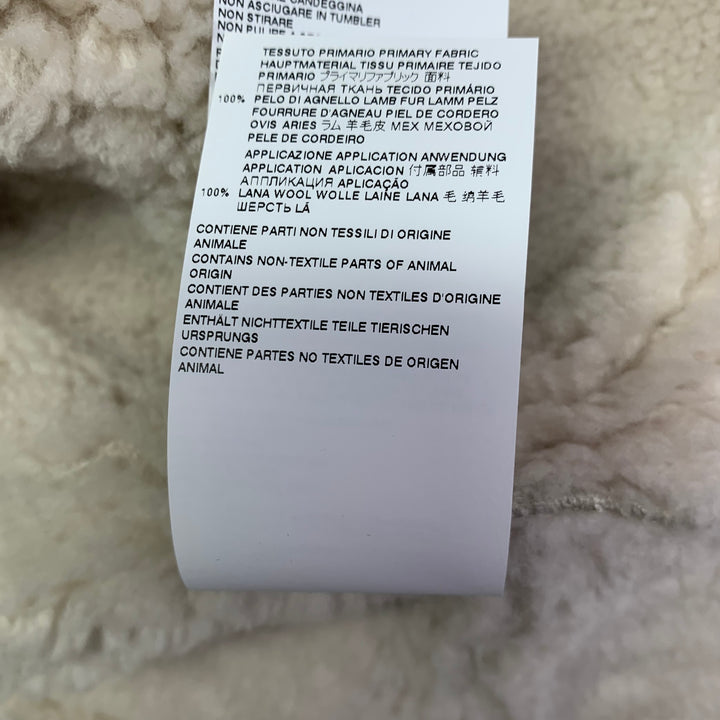 CANDEGGINA
NON ASCIUGARE IN TUMBLER
NON STIRARE
NON PULIRE A
TESSUTO PRIMARIO PRIMARY FABRIC
HAUPTMATERIAL TISSU PRIMAIRE TEJIDO
PRIMARIO プライマリファブリック 面料
ПЕРВИЧНАЯ ТКАНЬ TECIDO PRIMÁRIO
100% PELO DI AGNELLO LAMB FUR LAMM PELZ
FOURRURE D'AGNEAU PIEL DE CORDERO
OVIS ARIES ラム 羊毛皮 МЕХ МЕХОВОЙ
PELE DE CORDEIRO
APPLICAZIONE APPLICATION ANWENDUNG
APPLICATION APLICACION 付属部品 辅料
АППЛИКАЦИЯ APLICAÇÃO
100% LANA WOOL WOLLE LAINE LANA 毛 绵羊毛
ШЕРСТЬ LÃ
CONTIENE PARTI NON TESSILI DI ORIGINE
ANIMALE
CONTAINS NON-TEXTILE PARTS OF ANIMAL
ORIGIN
CONTIENT DES PARTIES NON TEXTILES D'ORIGINE
ANIMALE
ENTHÄLT NICHTTEXTILE TEILE TIERISCHEN
URSPRUNGS
CONTIENE PARTES NO TEXTILES DE ORIGEN
ANIMAL